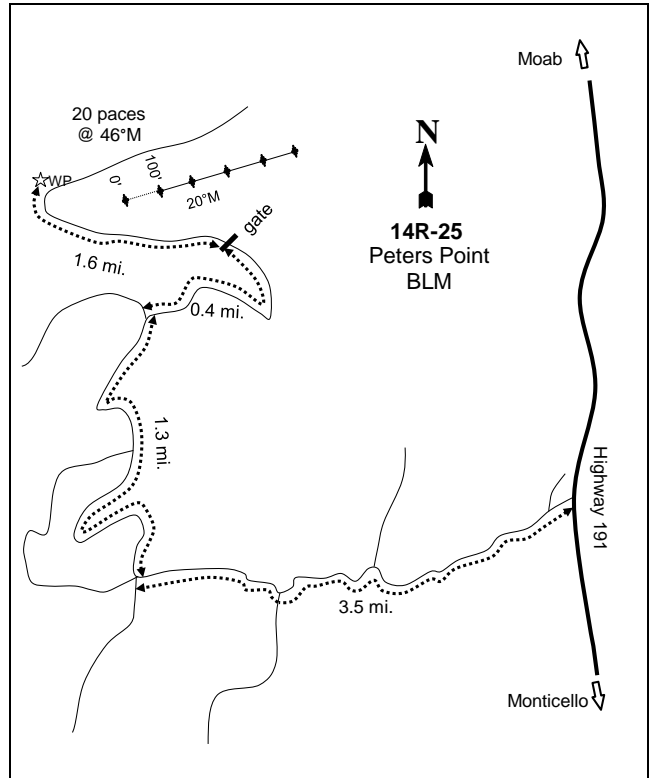 Moab
20 paces
@ 46°M
WP
0'
100'
20°M
gate
N
14R-25
Peters Point
BLM
1.6 mi.
0.4 mi.
1.3 mi.
Highway 191
3.5 mi.
Monticello